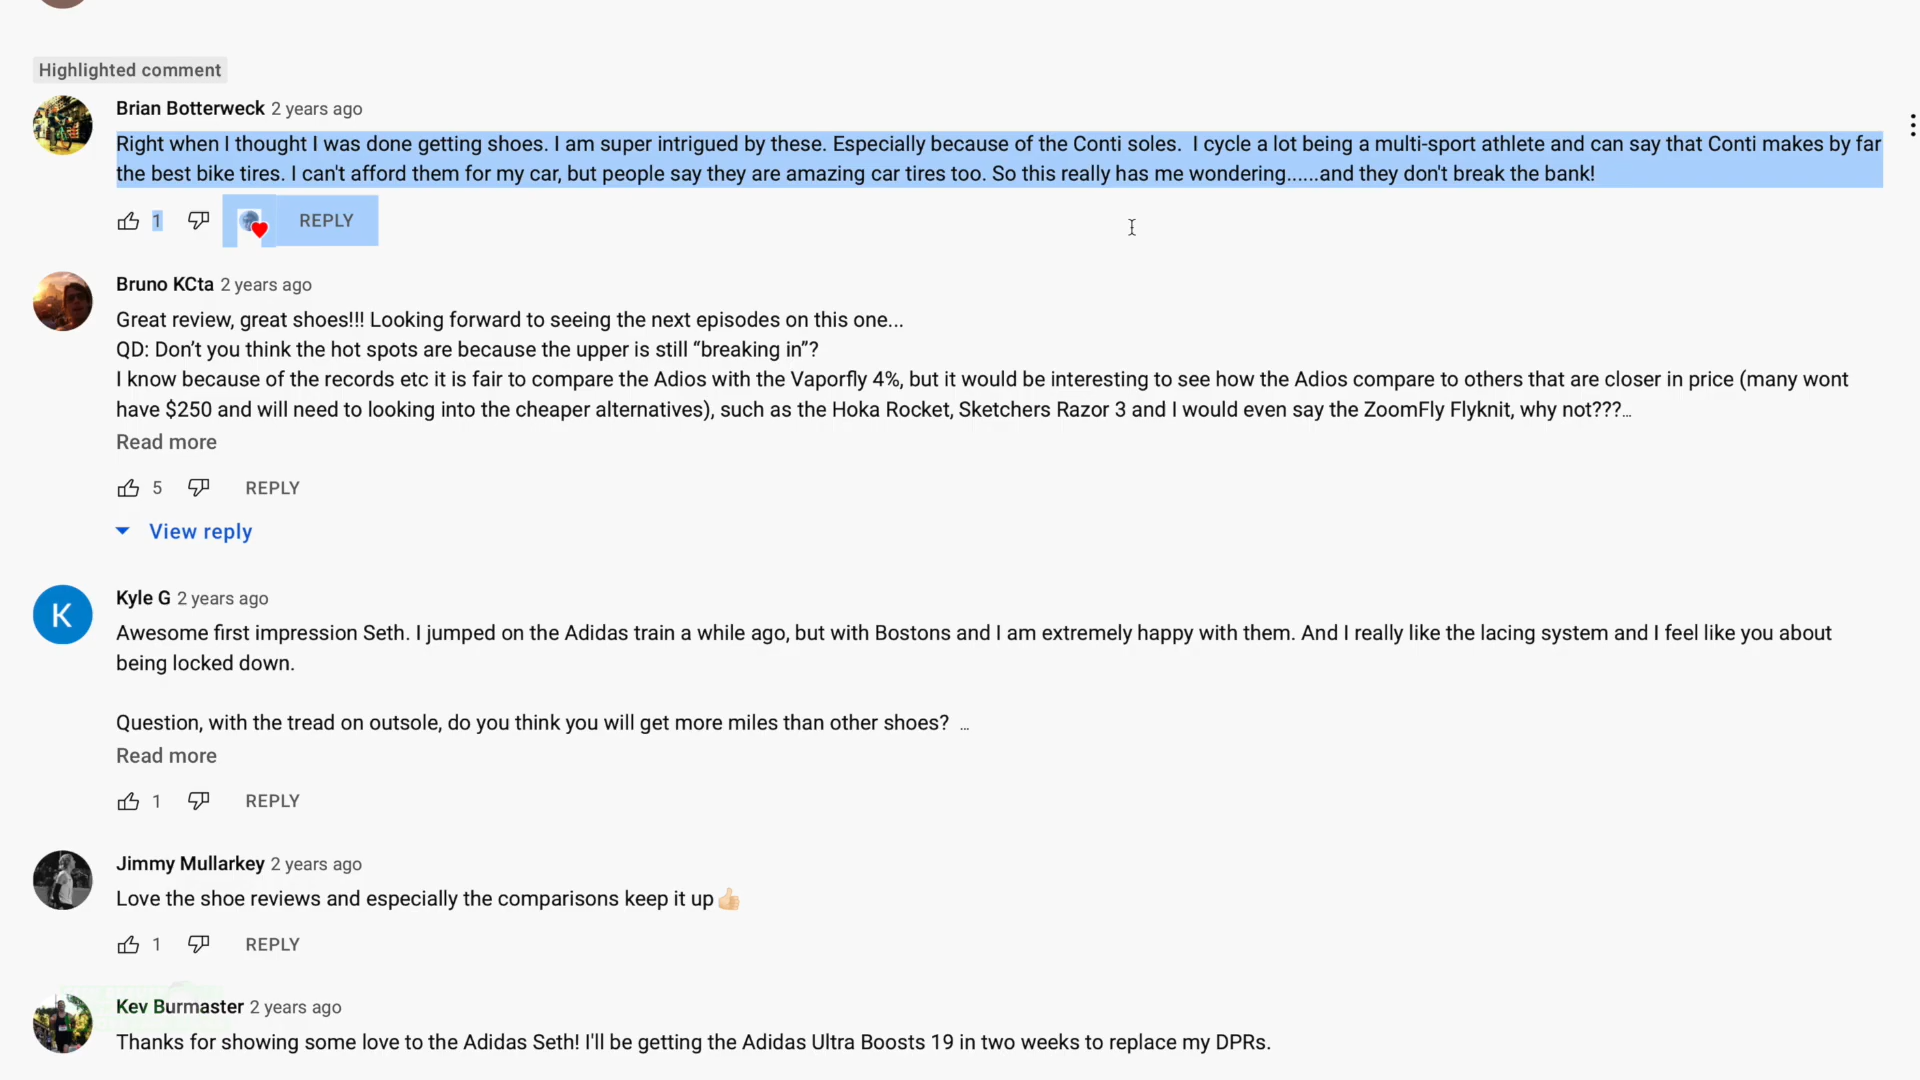 Highlighted comment
Brian Botterweck 2 years ago
Right when I thought I was done getting shoes. I am super intrigued by these. Especially because of the Conti soles.  I cycle a lot being a multi-sport athlete and can say that Conti makes by far
the best bike tires. I can't afford them for my car, but people say they are amazing car tires too. So this really has me wondering......and they don't break the bank!
1 REPLY
Bruno KCta 2 years ago
Great review, great shoes!!! Looking forward to seeing the next episodes on this one...
QD: Don’t you think the hot spots are because the upper is still “breaking in”?
I know because of the records etc it is fair to compare the Adios with the Vaporfly 4%, but it would be interesting to see how the Adios compare to others that are closer in price (many wont
have $250 and will need to looking into the cheaper alternatives), such as the Hoka Rocket, Sketchers Razor 3 and I would even say the ZoomFly Flyknit, why not???...
Read more
5 REPLY
View reply
K
Kyle G 2 years ago
Awesome first impression Seth. I jumped on the Adidas train a while ago, but with Bostons and I am extremely happy with them. And I really like the lacing system and I feel like you about
being locked down.
Question, with the tread on outsole, do you think you will get more miles than other shoes?  ...
Read more
1 REPLY
Jimmy Mullarkey 2 years ago
Love the shoe reviews and especially the comparisons keep it up👍🏻
1 REPLY
Kev Burmaster 2 years ago
Thanks for showing some love to the Adidas Seth! I'll be getting the Adidas Ultra Boosts 19 in two weeks to replace my DPRs.